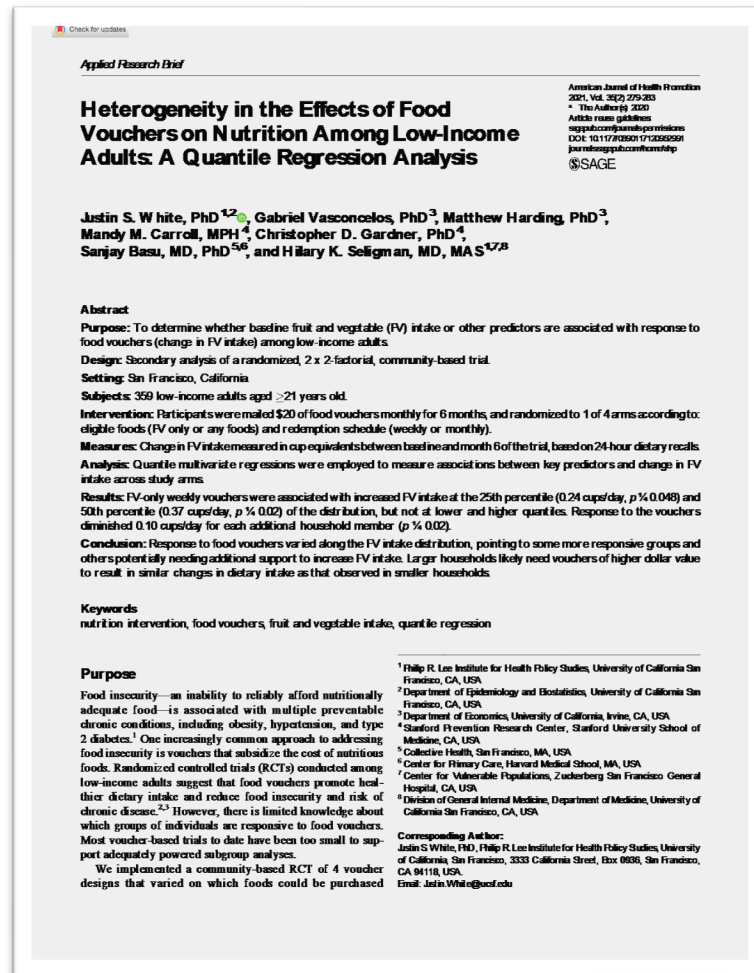 Check for updates
Applied Research Brief
Heterogeneity in the Effects of Food
Vouchers on Nutrition Among Low-Income
Adults: A Quantile Regression Analysis
American Journal of Health Promotion
2021, Vol. 35(2) 279-283
© The Author(s) 2020
Article reuse guidelines:
sagepub.com/journals-permissions
journals.sagepub.com/home/ahp
SAGE
Justin S. White, PhD1,2, Gabriel Vasconcelos, PhD3, Matthew Harding, PhD3,
Mandy M. Carroll, MPH4, Christopher D. Gardner, PhD4,
Sanjay Basu, MD, PhD5,6, and Hilary K. Seligman, MD, MAS1,7,8
Abstract
Purpose: To determine whether baseline fruit and vegetable (FV) intake or other predictors are associated with response to
food vouchers (change in FV intake) among low-income adults.
Design: Secondary analysis of a randomized, 2 x 2-factorial, community-based trial.
Setting: San Francisco, California
Subjects: 359 low-income adults aged ≥21 years old.
Intervention: Participants were mailed $20 of food vouchers monthly for 6 months, and randomized to 1 of 4 arms according to:
eligible foods (FV only or any foods) and redemption schedule (weekly or monthly).
Measures: Change in FV intake measured in cup equivalents between baseline and month 6 of the trial, based on 24-hour dietary recalls.
Analysis: Quantile multivariate regressions were employed to measure associations between key predictors and change in FV
intake across study arms.
Results: FV-only weekly vouchers were associated with increased FV intake at the 25th percentile (0.24 cups/day, p ¼ 0.048) and
50th percentile (0.37 cups/day, p ¼ 0.02) of the distribution, but not at lower and higher quantiles. Response to the vouchers
diminished 0.10 cups/day for each additional household member (p ¼ 0.02).
Conclusion: Response to food vouchers varied along the FV intake distribution, pointing to some more responsive groups and
others potentially needing additional support to increase FV intake. Larger households likely need vouchers of higher dollar value
to result in similar changes in dietary intake as that observed in smaller households.
Keywords
nutrition intervention, food vouchers, fruit and vegetable intake, quantile regression
Purpose
Food insecurity—an inability to reliably afford nutritionally
adequate food—is associated with multiple preventable
chronic conditions, including obesity, hypertension, and type
2 diabetes.1 One increasingly common approach to addressing
food insecurity is vouchers that subsidize the cost of nutritious
foods. Randomized controlled trials (RCTs) conducted among
low-income adults suggest that food vouchers promote heal-
thier dietary intake and reduce food insecurity and risk of
chronic disease.2,3 However, there is limited knowledge about
which groups of individuals are responsive to food vouchers.
Most voucher-based trials to date have been too small to sup-
port adequately powered subgroup analyses.
We implemented a community-based RCT of 4 voucher
designs that varied on which foods could be purchased
1 Philip R. Lee Institute for Health Policy Studies, University of California San
Francisco, CA, USA
2 Department of Epidemiology and Biostatistics, University of California San
Francisco, CA, USA
3 Department of Economics, University of California, Irvine, CA, USA
4 Stanford Prevention Research Center, Stanford University School of
Medicine, CA, USA
5 Collective Health, San Francisco, MA, USA
6 Center for Primary Care, Harvard Medical School, MA, USA
7 Center for Vulnerable Populations, Zuckerberg San Francisco General
Hospital, CA, USA
8 Division of General Internal Medicine, Department of Medicine, University of
California San Francisco, CA, USA
Corresponding Author:
Justin S. White, PhD, Philip R. Lee Institute for Health Policy Studies, University
of California, San Francisco, 3333 California Street, Box 0936, San Francisco,
CA 94118, USA.
Email: Justin.White@ucsf.edu